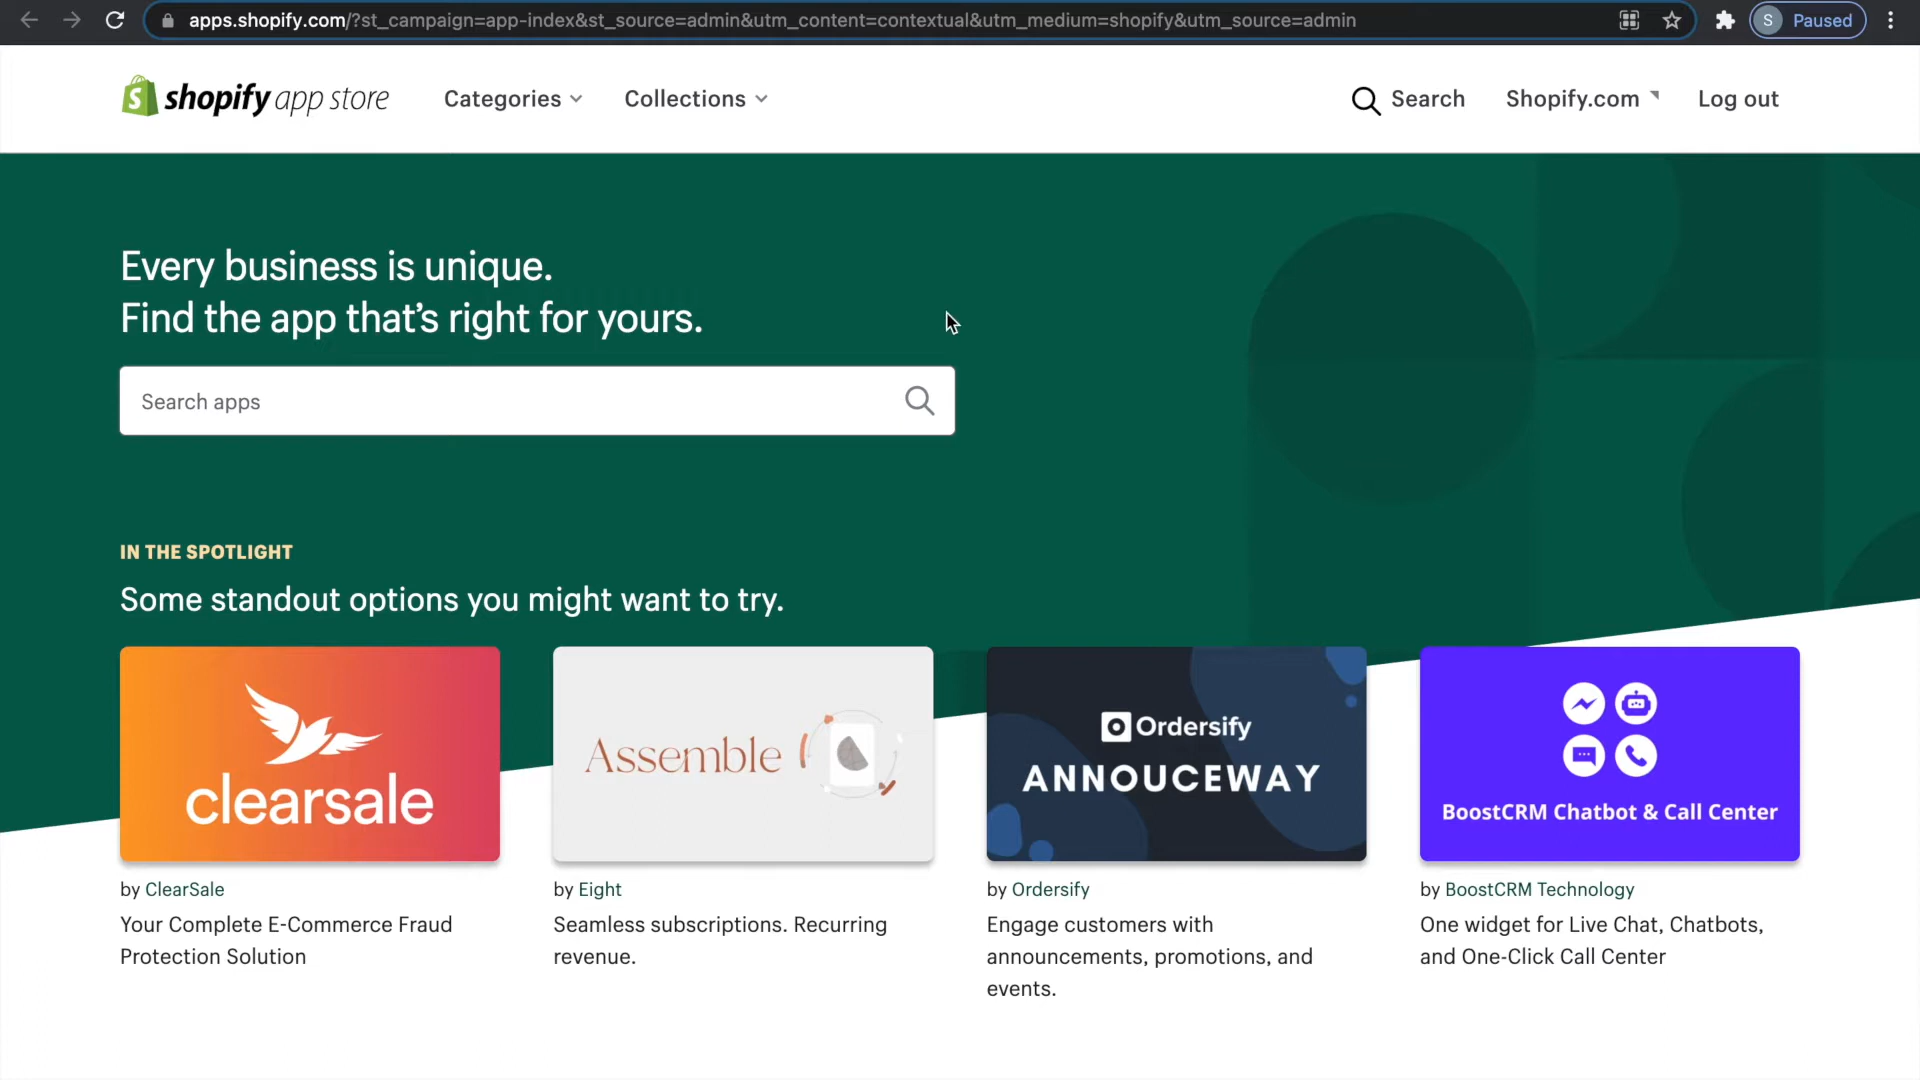 apps.shopify.com/?st_campaign=app-index&st_source=admin&utm_content=contextual&utm_medium=shopify&utm_source=admin
S Paused
shopify app store
Categories
Collections
Search
Shopify.com
Log out
Every business is unique.
Find the app that's right for yours.
Search apps
IN THE SPOTLIGHT
Some standout options you might want to try.
clearsale
Assemble
Ordersify
ANNOUCEWAY
BoostCRM Chatbot & Call Center
by ClearSale
Your Complete E-Commerce Fraud
Protection Solution
by Eight
Seamless subscriptions. Recurring
revenue.
by Ordersify
Engage customers with
announcements, promotions, and
events.
by BoostCRM Technology
One widget for Live Chat, Chatbots,
and One-Click Call Center